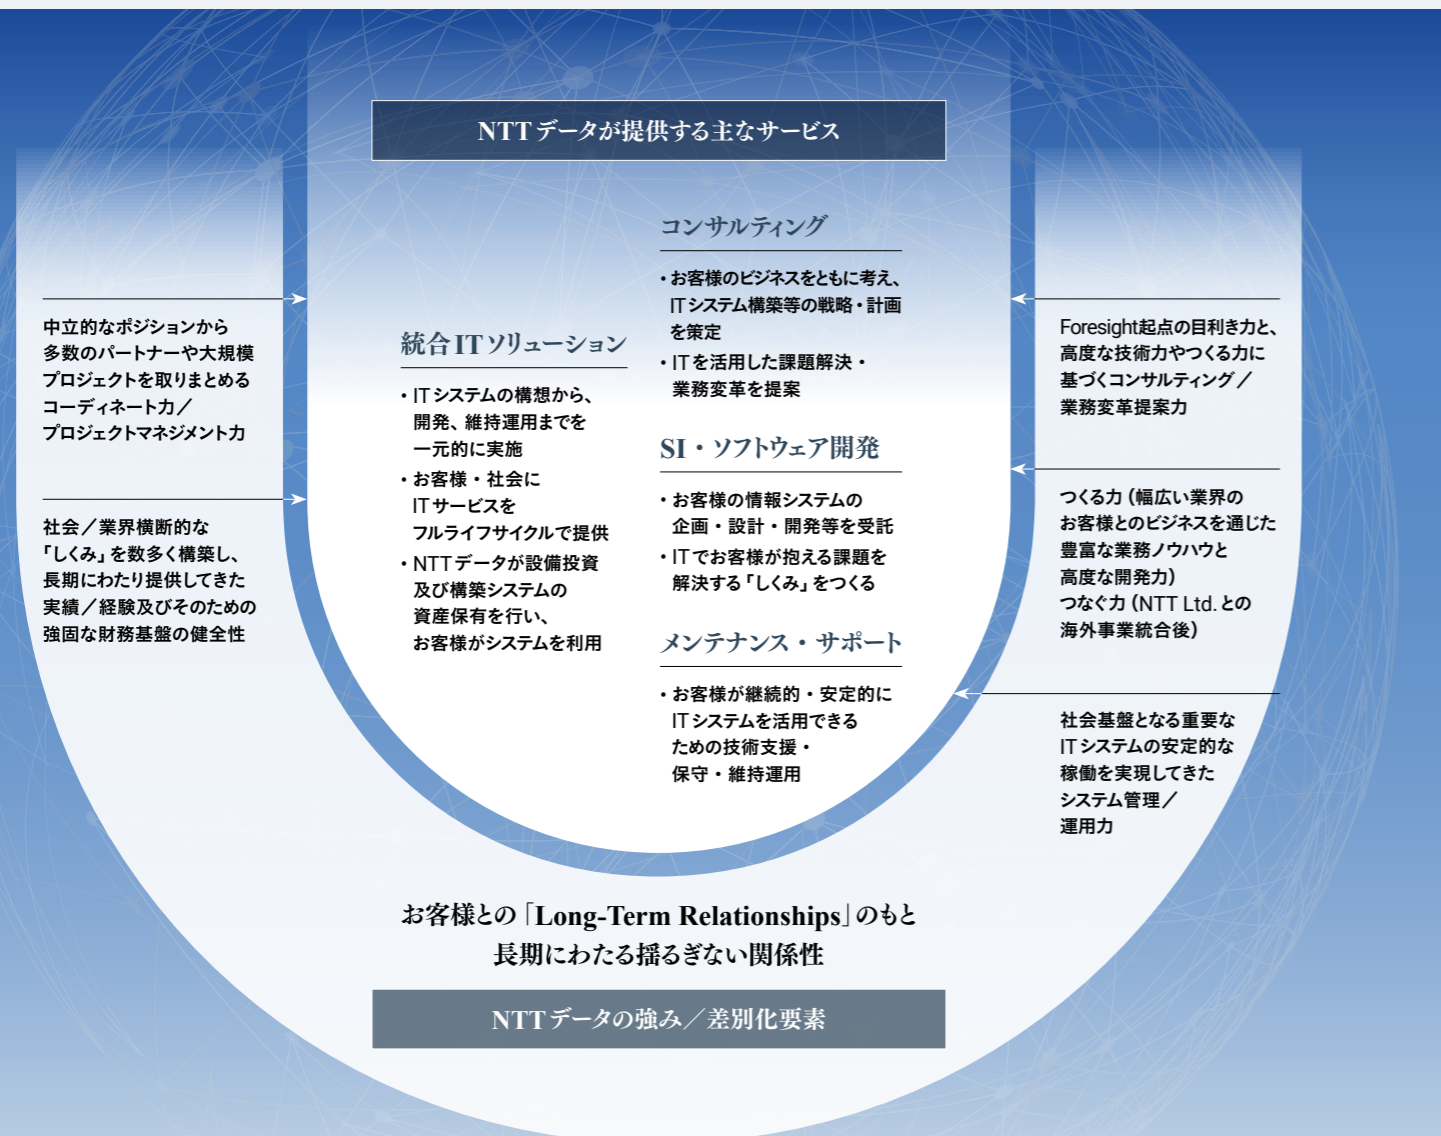 NTTデータが提供する主なサービス
中立的なポジションから
多数のパートナーや大規模
プロジェクトを取りまとめる
コーディネート力／
プロジェクトマネジメント力
社会／業界横断的な
「しくみ」を数多く構築し、
長期にわたり提供してきた
実績／経験及びそのための
強固な財務基盤の健全性
統合ITソリューション
・ITシステムの構想から、
開発、維持運用までを
一元的に実施
・お客様・社会に
ITサービスを
フルライフサイクルで提供
・NTTデータが設備投資
及び構築システムの
資産保有を行い、
お客様がシステムを利用
コンサルティング
・お客様のビジネスをともに考え、
ITシステム構築等の戦略・計画
を策定
・ITを活用した課題解決・
業務変革を提案
SI・ソフトウェア開発
・お客様の情報システムの
企画・設計・開発等を受託
・ITでお客様が抱える課題を
解決する「しくみ」をつくる
メンテナンス・サポート
・お客様が継続的・安定的に
ITシステムを活用できる
ための技術支援・
保守・維持運用
Foresight起点の目利き力と、
高度な技術力やつくる力に
基づくコンサルティング／
業務変革提案力
つくる力（幅広い業界の
お客様とのビジネスを通じた
豊富な業務ノウハウと
高度な開発力）
つなぐ力（NTT Ltd.との
海外事業統合後）
社会基盤となる重要な
ITシステムの安定的な
稼働を実現してきた
システム管理／
運用力
お客様との「Long-Term Relationships」のもと
長期にわたる揺るぎない関係性
NTTデータの強み／差別化要素